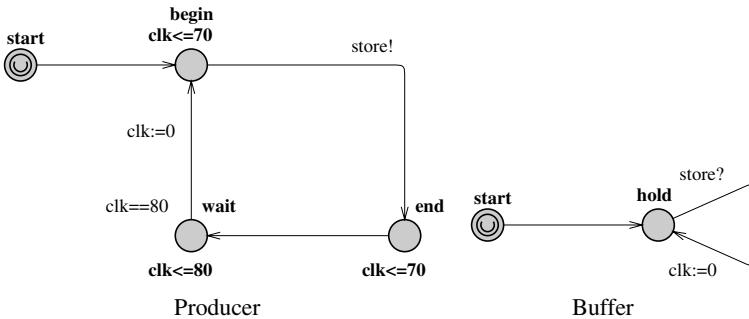 begin
clk<=70
start
store!
clk:=0
clk==80
wait
end
clk<=80
clk<=70
Producer
start
hold
store?
clk:=0
Buffer